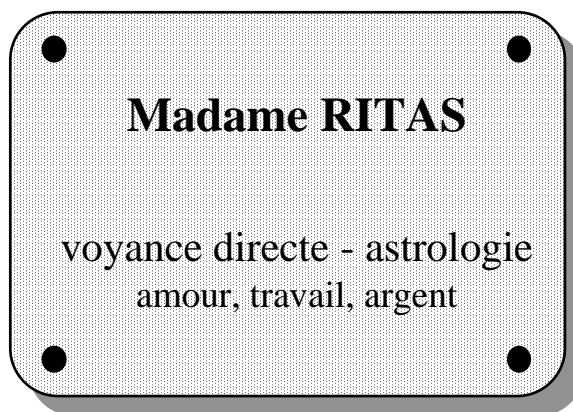 Madame RITAS
voyance directe - astrologie
amour, travail, argent